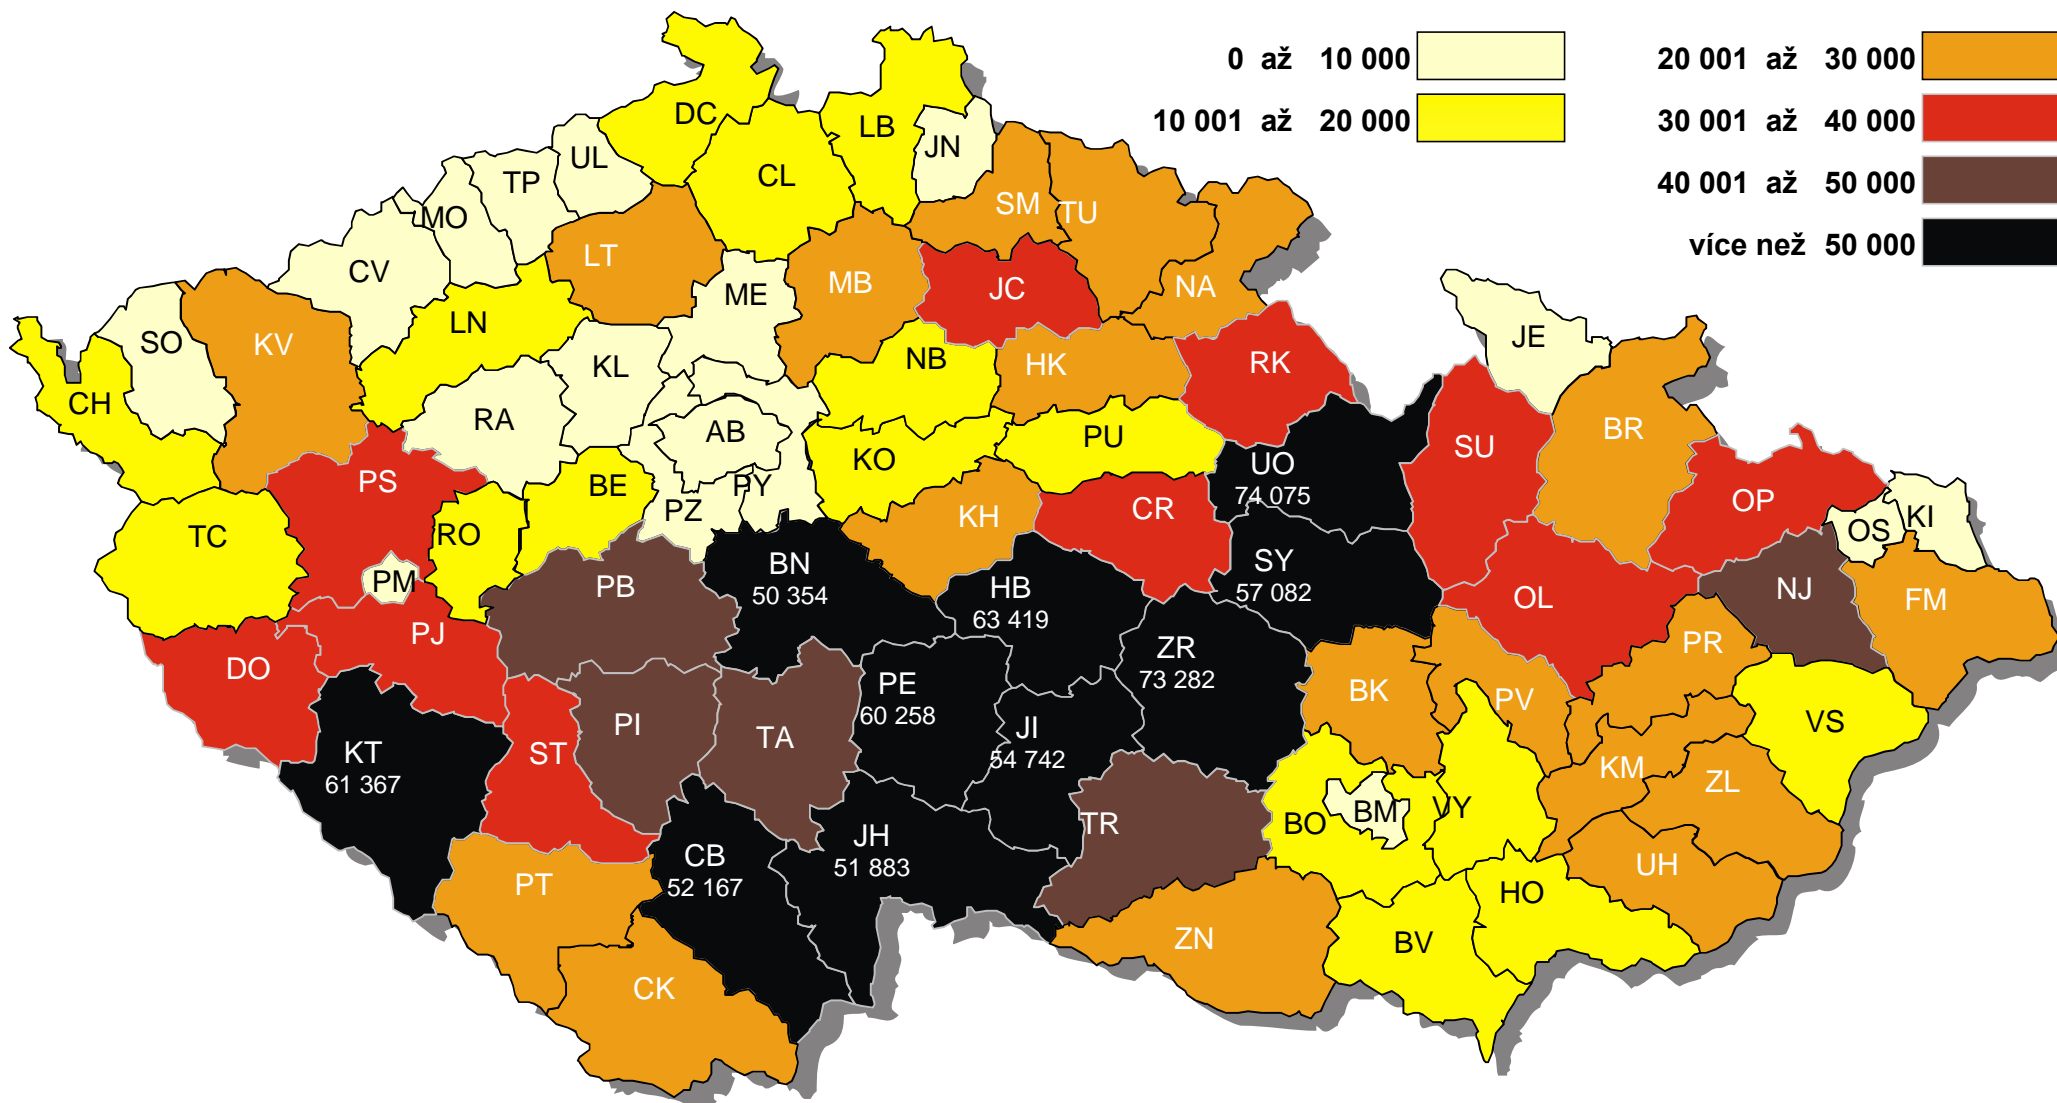 0 až 10 000
20 001 až 30 000
10 001 až 20 000
30 001 až 40 000
40 001 až 50 000
více než 50 000
DC
LB
JN
UL
TP
CL
MO
SM
TU
CV
LT
ME
MB
JC
NA
SO
KV
LN
KL
NB
HK
RK
JE
CH
RA
AB
KO
PU
UO
74 075
SU
BR
PS
BE
PZ
PY
KH
CR
OP
OS
KI
TC
RO
PM
PB
BN
50 354
HB
63 419
SY
57 082
OL
NJ
FM
DO
PJ
PE
60 258
ZR
73 282
BK
PV
PR
VS
KT
61 367
ST
PI
TA
JI
54 742
TR
BO
BM
VY
KM
ZL
PT
CB
52 167
JH
51 883
HO
UH
CK
ZN
BV